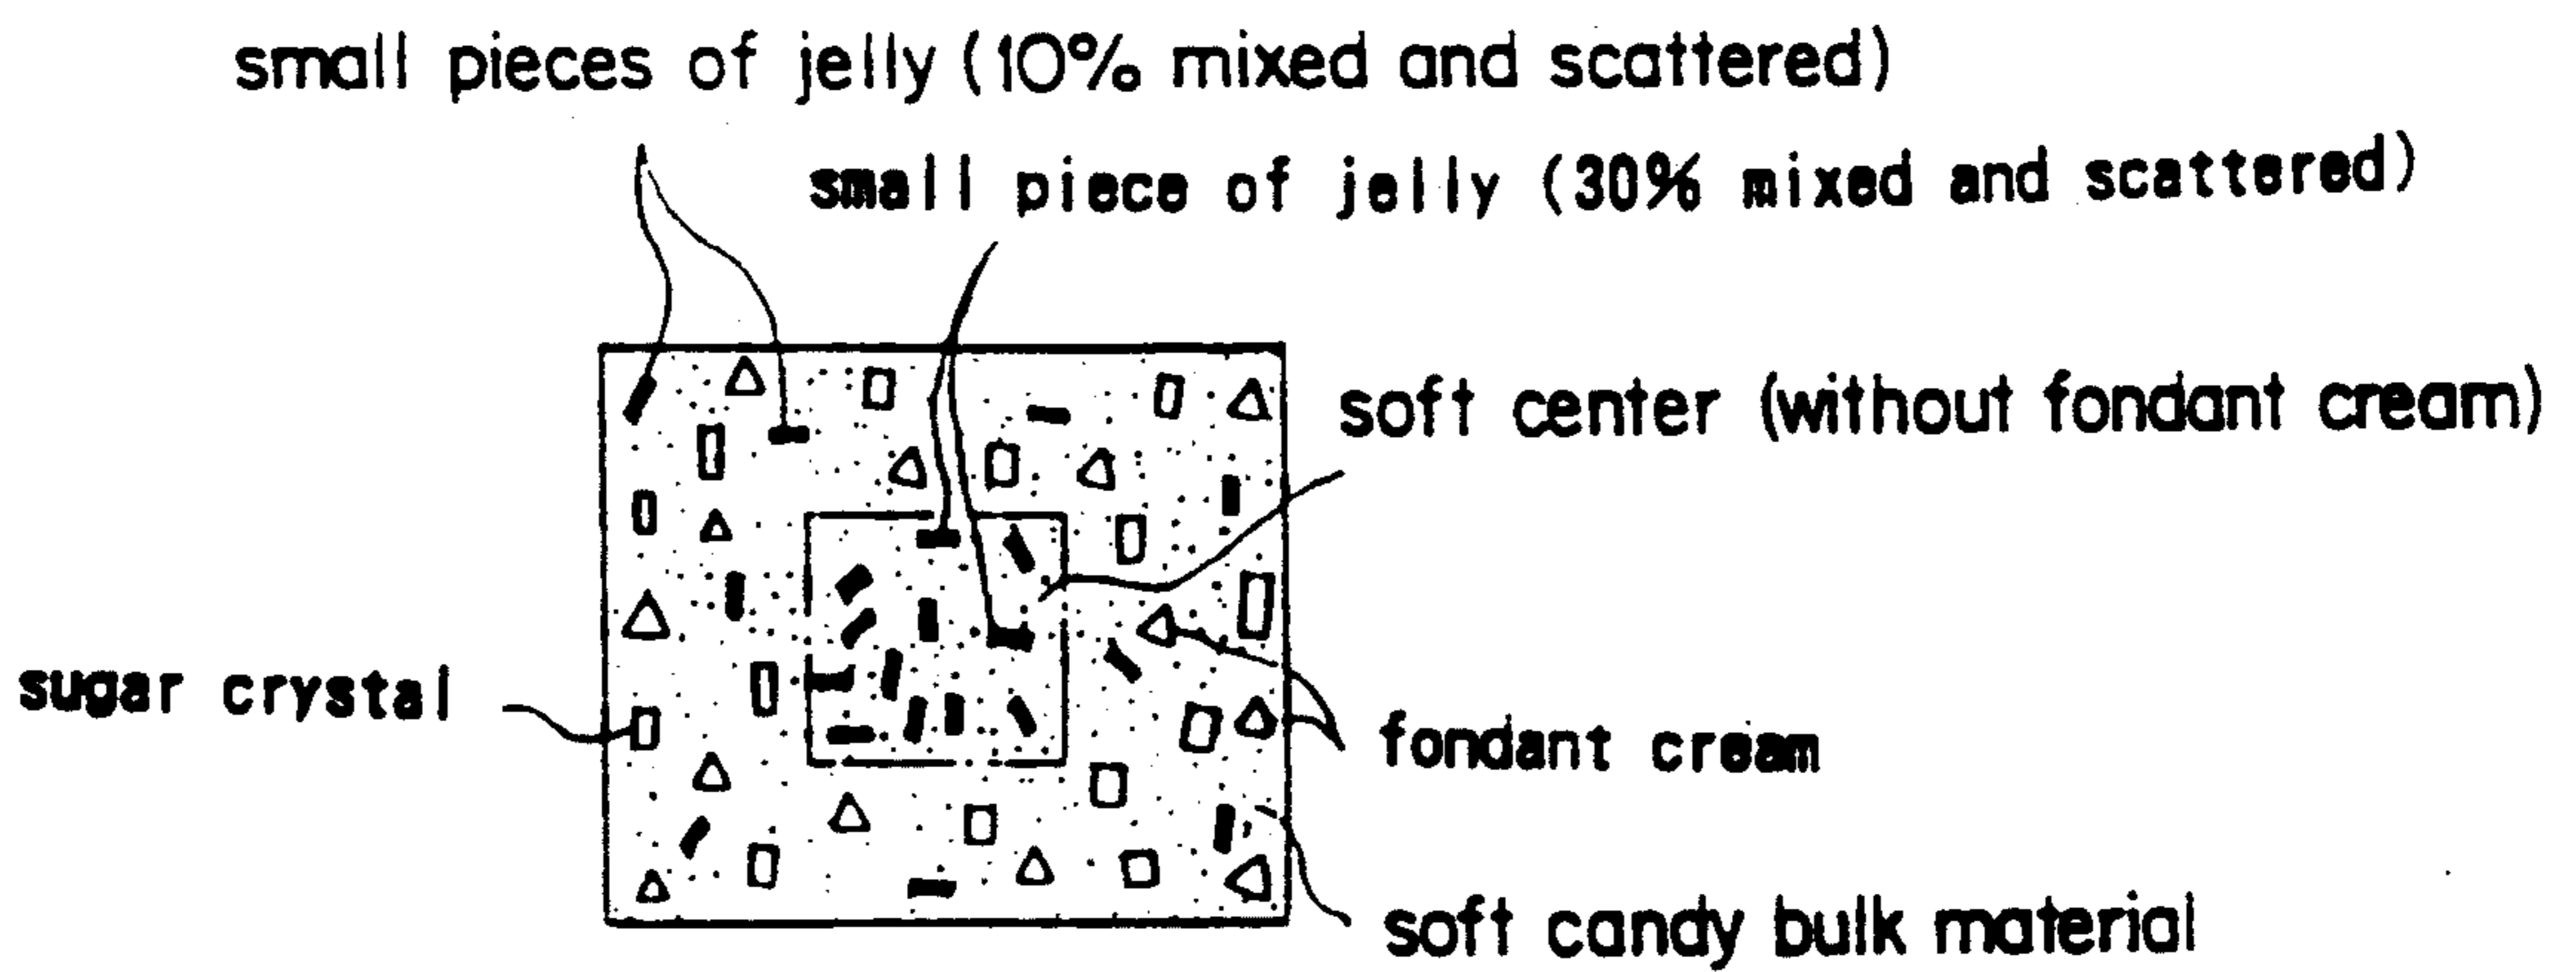 small pieces of jelly (10% mixed and scattered)
small piece of jelly (30% mixed and scattered)
soft center (without fondant cream)
sugar crystal
fondant cream
soft candy bulk material